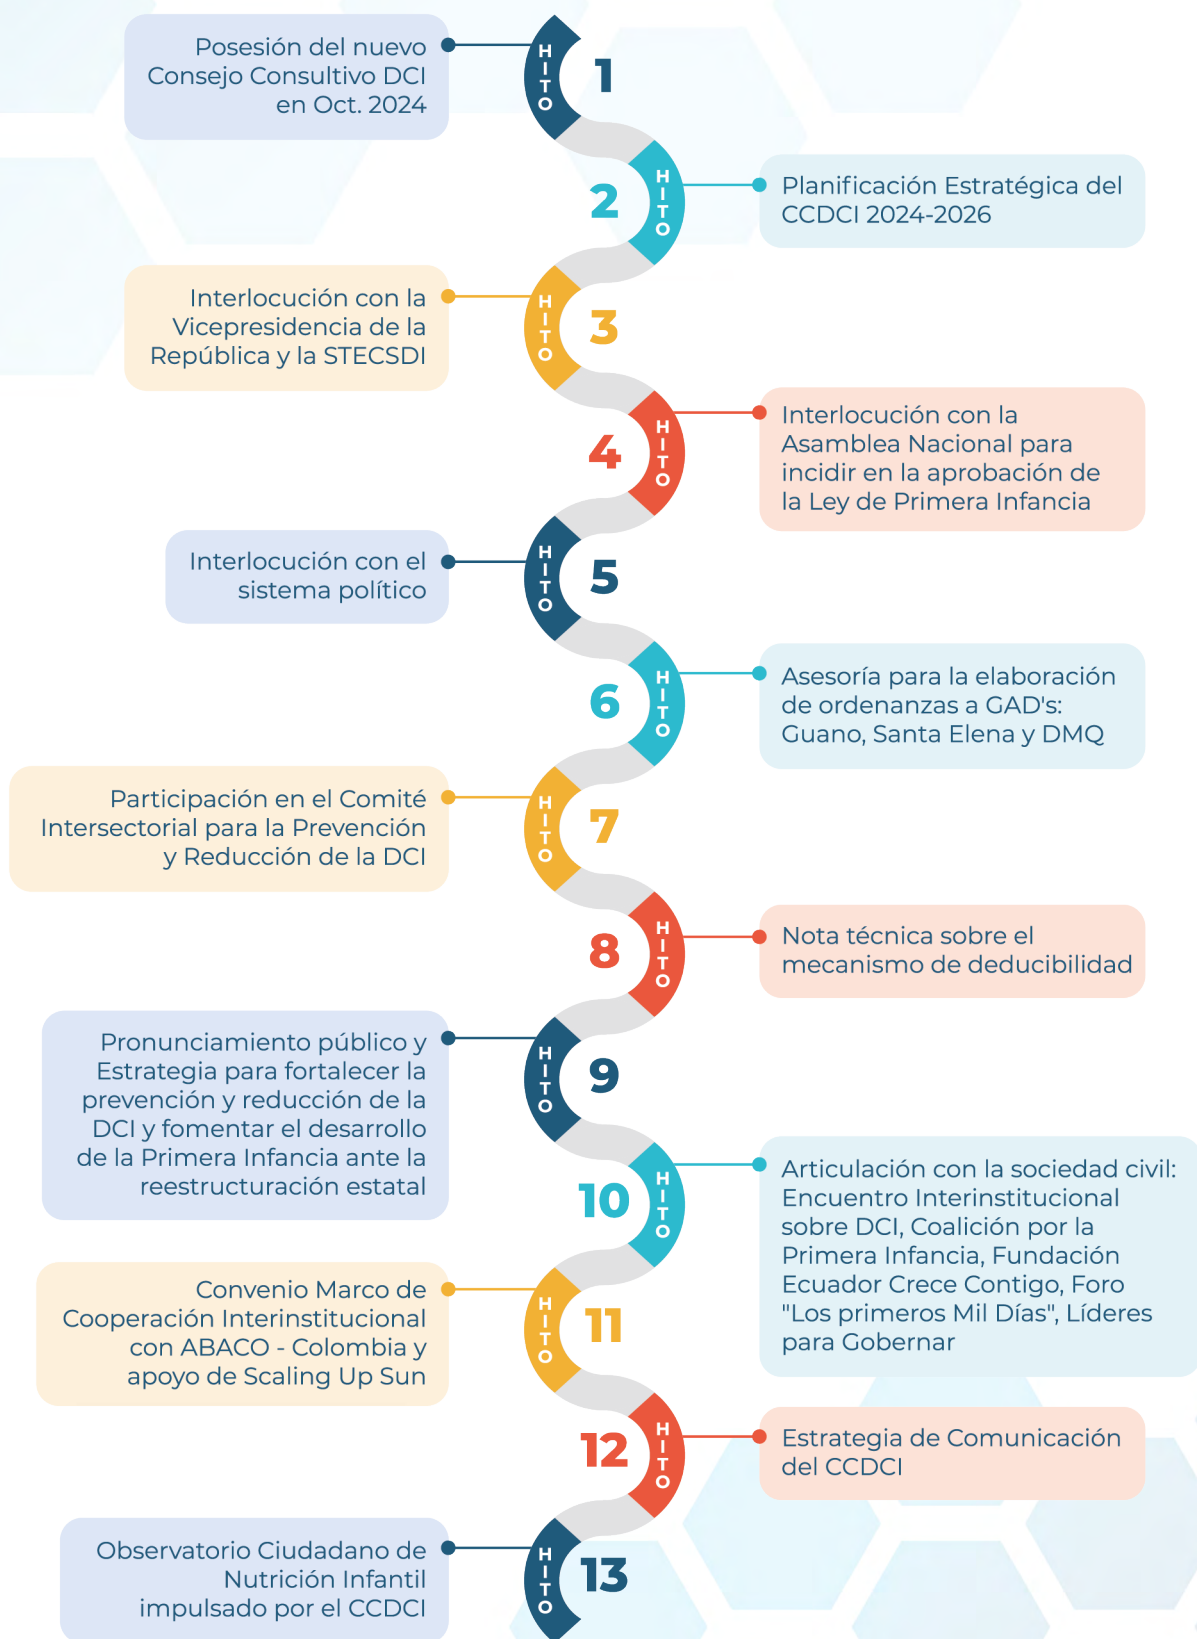 Posesión del nuevo
Consejo Consultivo DCI
en Oct. 2024
HITO
1
HITO
2
Planificación Estratégica del
CCDCI 2024-2026
Interlocución con la
Vicepresidencia de la
República y la STECSDI
HITO
3
HITO
4
Interlocución con la
Asamblea Nacional para
incidir en la aprobación de
la Ley de Primera Infancia
Interlocución con el
sistema político
HITO
5
HITO
6
Asesoría para la elaboración
de ordenanzas a GAD's:
Guano, Santa Elena y DMQ
Participación en el Comité
Intersectorial para la Prevención
y Reducción de la DCI
HITO
7
HITO
8
Nota técnica sobre el
mecanismo de deducibilidad
Pronunciamiento público y
Estrategia para fortalecer la
prevención y reducción de la
DCI y fomentar el desarrollo
de la Primera Infancia ante la
reestructuración estatal
HITO
9
HITO
10
Articulación con la sociedad civil:
Encuentro Interinstitucional
sobre DCI, Coalición por la
Primera Infancia, Fundación
Ecuador Crece Contigo, Foro
"Los primeros Mil Días", Líderes
para Gobernar
Convenio Marco de
Cooperación Interinstitucional
con ABACO - Colombia y
apoyo de Scaling Up Sun
HITO
11
HITO
12
Estrategia de Comunicación
del CCDCI
Observatorio Ciudadano de
Nutrición Infantil
impulsado por el CCDCI
HITO
13